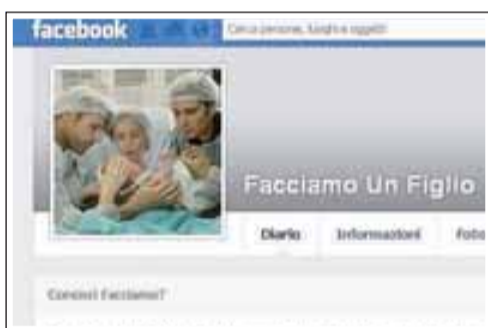 facebook Cerca persone, luoghi e oggetti
Facciamo Un Figlio
Diario Informazioni Foto
Conosci Facciamo?